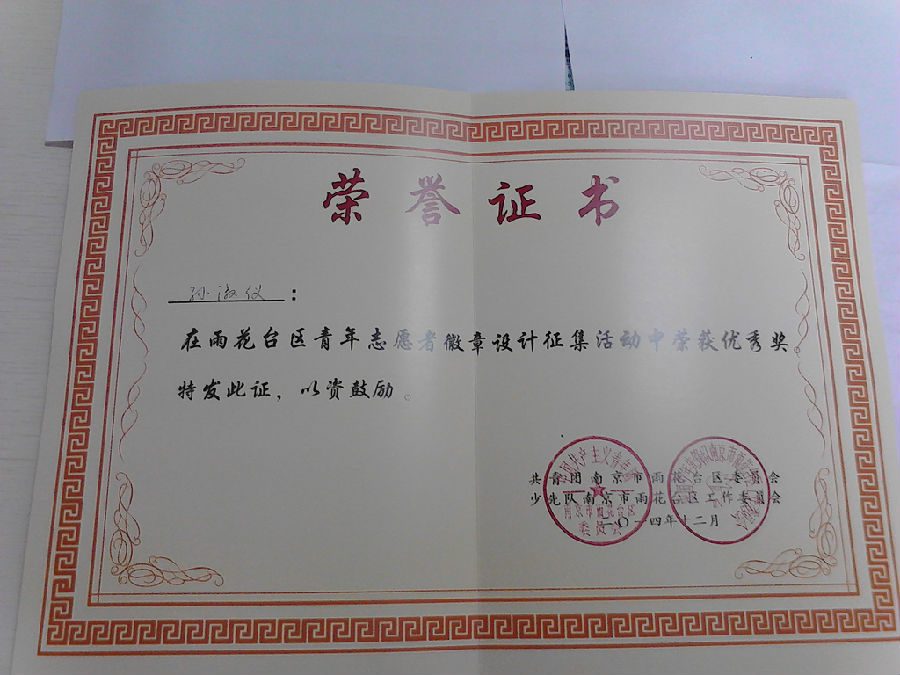 荣誉证书
孙淑仪：
在雨花台区青年志愿者徽章设计征集活动中荣获优秀奖。
特发此证，以资鼓励。
共青团南京市雨花台区委员会
少先队南京市雨花台区工作委员会
二〇一四年十二月